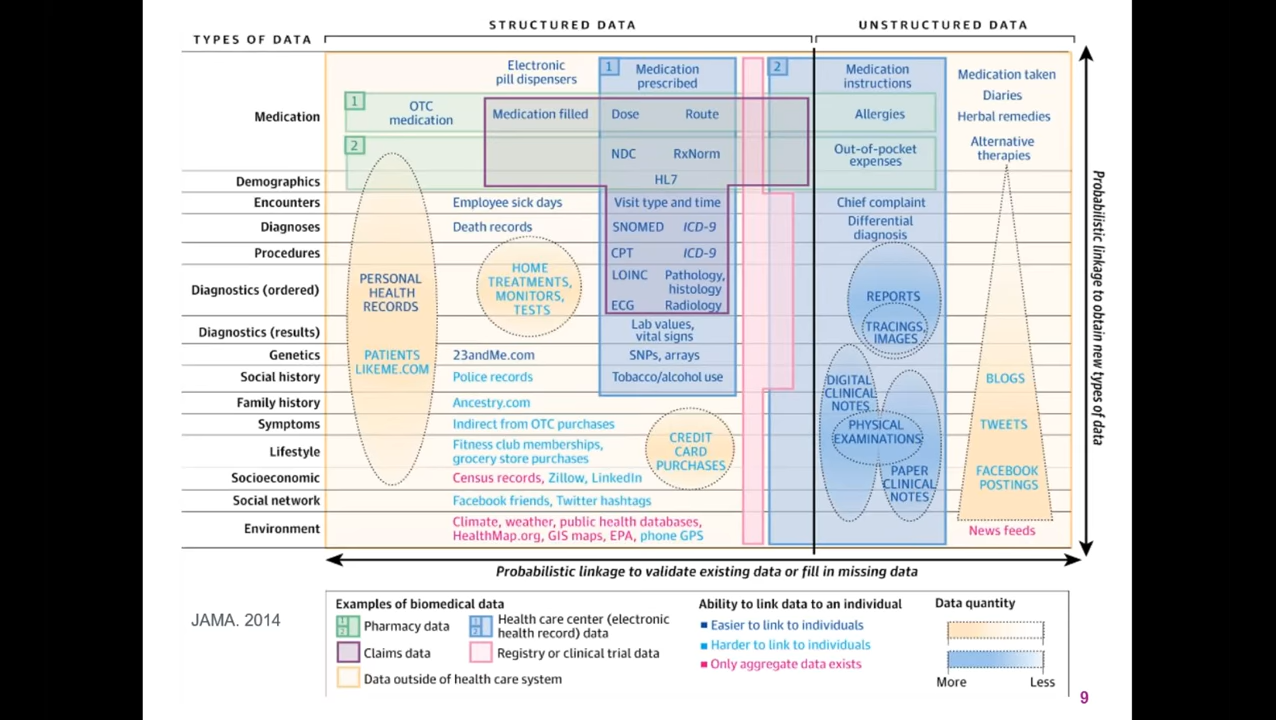 STRUCTURED DATA
UNSTRUCTURED DATA
TYPES OF DATA
Medication
Demographics
Encounters
Diagnoses
Procedures
Diagnostics (ordered)
Diagnostics (results)
Genetics
Social history
Family history
Symptoms
Lifestyle
Socioeconomic
Social network
Environment
1
OTC
medication
2
PERSONAL
HEALTH
RECORDS
PATIENTS
LIKEME.COM
Electronic
pill dispensers
Medication filled
Employee sick days
Death records
HOME
TREATMENTS,
MONITORS,
TESTS
23andMe.com
Police records
Ancestry.com
Indirect from OTC purchases
Fitness club memberships,
grocery store purchases
Census records, Zillow, LinkedIn
Facebook friends, Twitter hashtags
Climate, weather, public health databases,
HealthMap.org, GIS maps, EPA, phone GPS
CREDIT
CARD
PURCHASES
1
Medication
prescribed
Dose Route
NDC RxNorm
HL7
Visit type and time
SNOMED ICD-9
CPT ICD-9
LOINC Pathology,
histology
ECG Radiology
Lab values,
vital signs
SNPs, arrays
Tobacco/alcohol use
2
Medication
instructions
Allergies
Out-of-pocket
expenses
Chief complaint
Differential
diagnosis
REPORTS
TRACINGS,
IMAGES
DIGITAL
CLINICAL
NOTES
PHYSICAL
EXAMINATIONS
PAPER
CLINICAL
NOTES
Medication taken
Diaries
Herbal remedies
Alternative
therapies
BLOGS
TWEETS
FACEBOOK
POSTINGS
News feeds
Probabilistic linkage to obtain new types of data
Probabilistic linkage to validate existing data or fill in missing data
JAMA. 2014
Examples of biomedical data
1
2
Pharmacy data
1
2
Health care center (electronic
health record) data
Claims data
Registry or clinical trial data
Data outside of health care system
Ability to link data to an individual
Easier to link to individuals
Harder to link to individuals
Only aggregate data exists
Data quantity
More Less
9